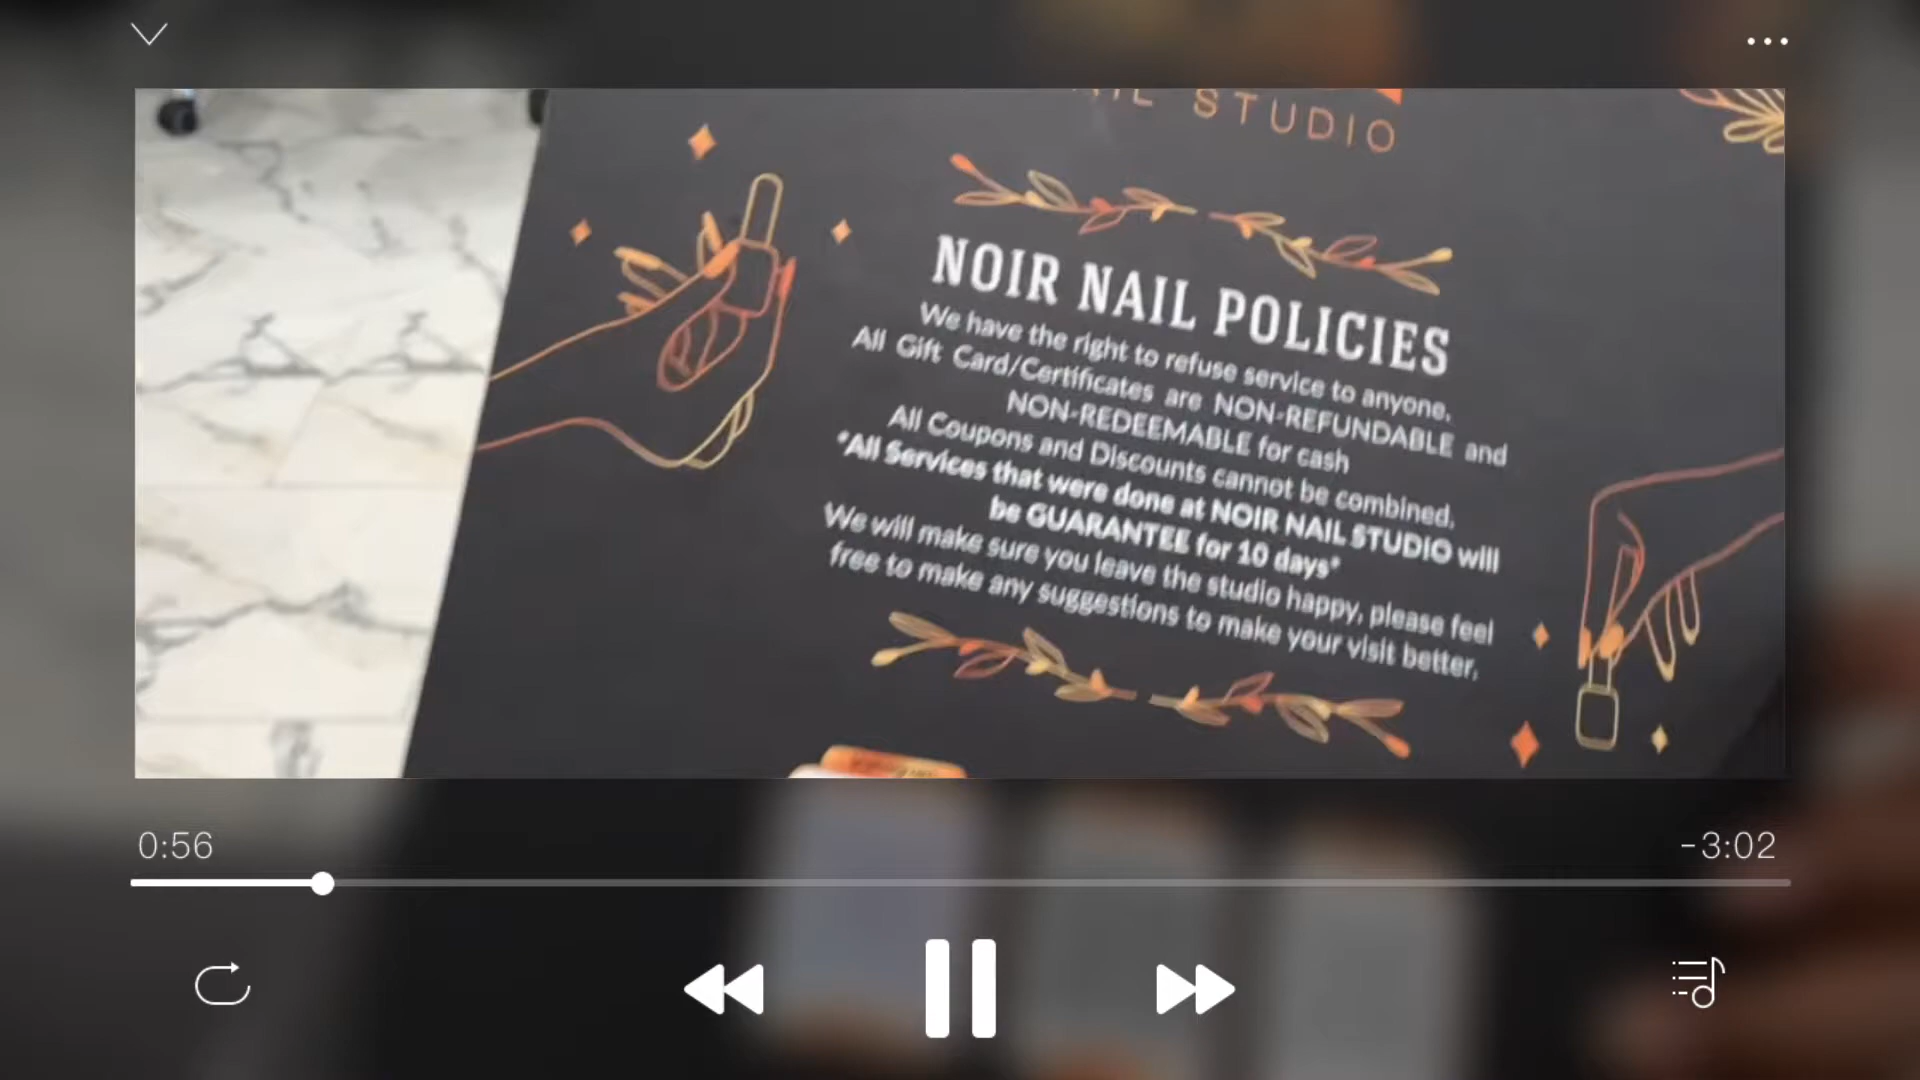 AIL STUDIO
NOIR NAIL POLICIES
We have the right to refuse service to anyone.
All Gift Card/Certificates are NON-REFUNDABLE and
NON-REDEEMABLE for cash
All Coupons and Discounts cannot be combined.
*All Services that were done at NOIR NAIL STUDIO will
be GUARANTEE for 10 days*
We will make sure you leave the studio happy, please feel
free to make any suggestions to make your visit better.
0:56
-3:02